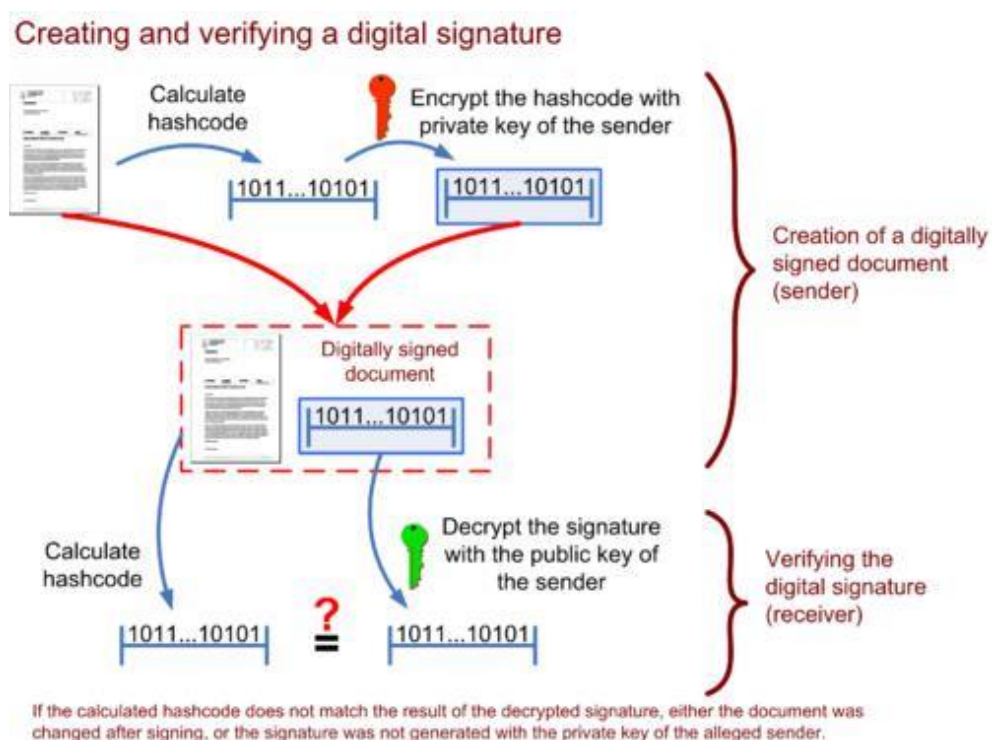 Creating and verifying a digital signature
Calculate
hashcode
Encrypt the hashcode with
private key of the sender
1011...10101
1011...10101
Creation of a digitally
signed document
(sender)
Digitally signed
document
1011...10101
Calculate
hashcode
Decrypt the signature
with the public key of
the sender
Verifying the
digital signature
(receiver)
1011...10101
?
=
1011...10101
If the calculated hashcode does not match the result of the decrypted signature, either the document was
changed after signing, or the signature was not generated with the private key of the alleged sender.